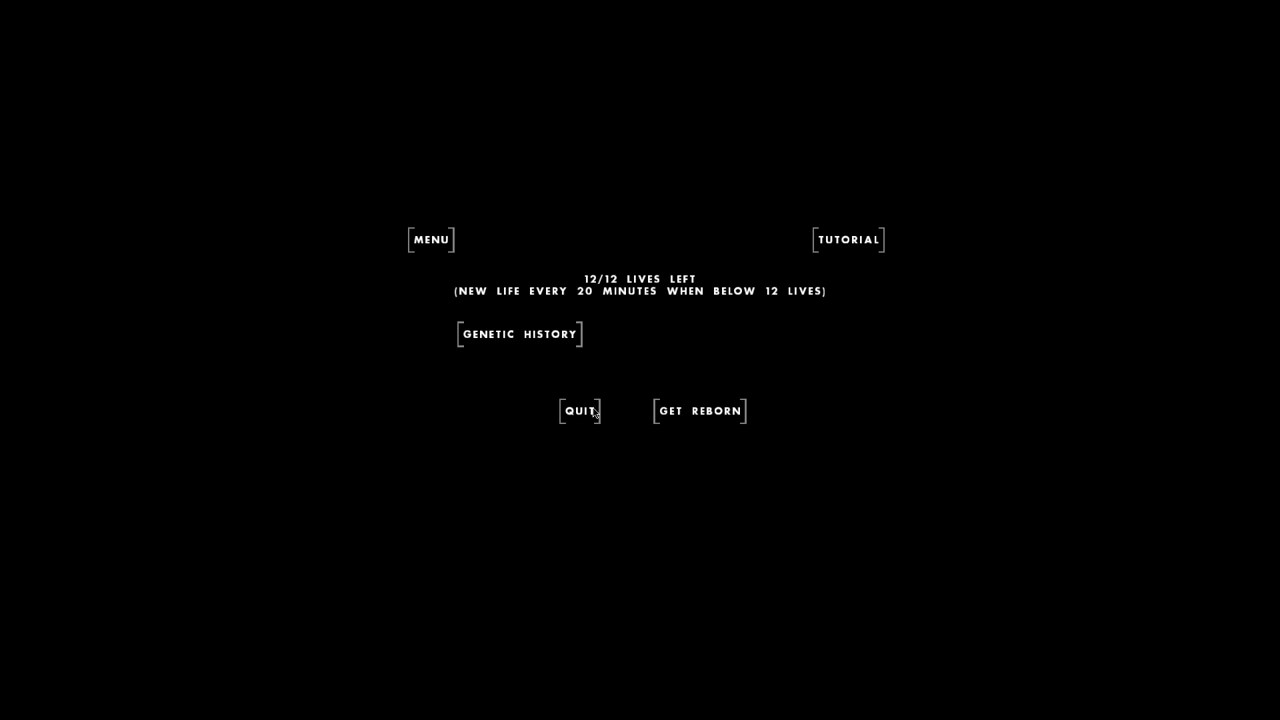 MENU
TUTORIAL
12/12 LIVES LEFT
(NEW LIFE EVERY 20 MINUTES WHEN BELOW 12 LIVES)
GENETIC HISTORY
QUIT
GET REBORN